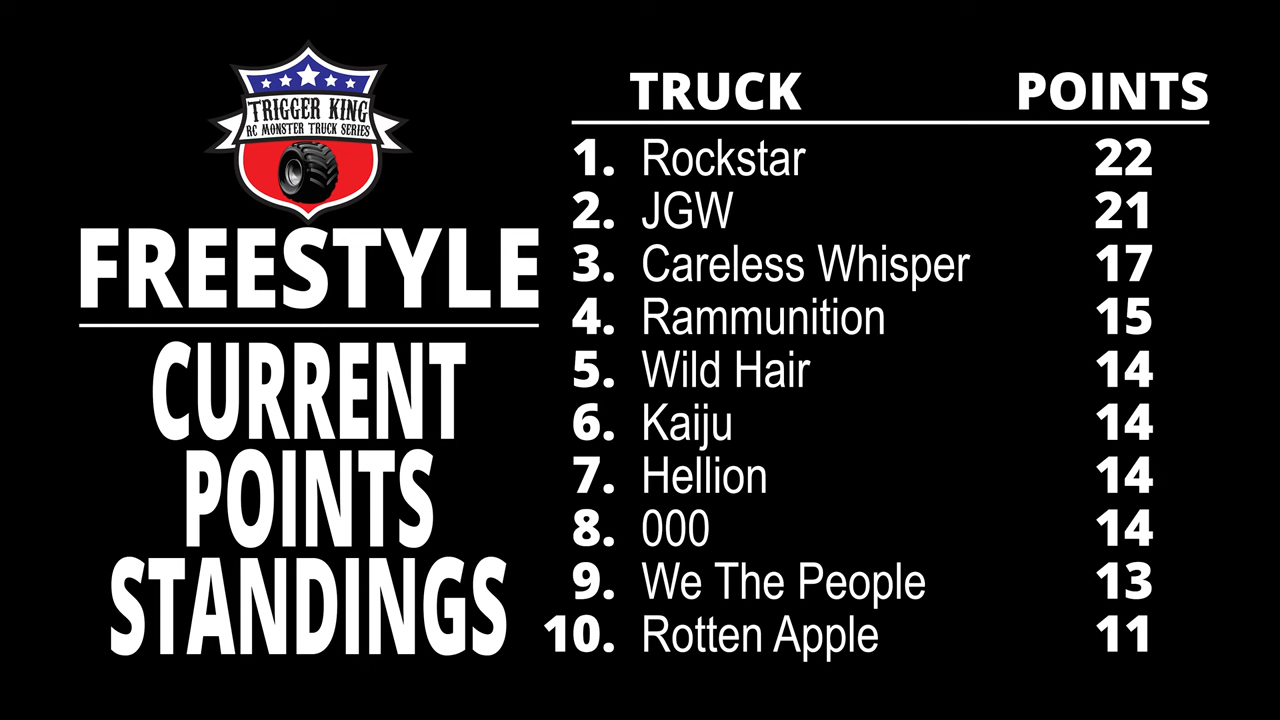 TRIGGER KING
RC MONSTER TRUCK SERIES
FREESTYLE
CURRENT
POINTS
STANDINGS
TRUCK POINTS
1. Rockstar 22
2. JGW 21
3. Careless Whisper 17
4. Rammunition 15
5. Wild Hair 14
6. Kaiju 14
7. Hellion 14
8. 000 14
9. We The People 13
10. Rotten Apple 11